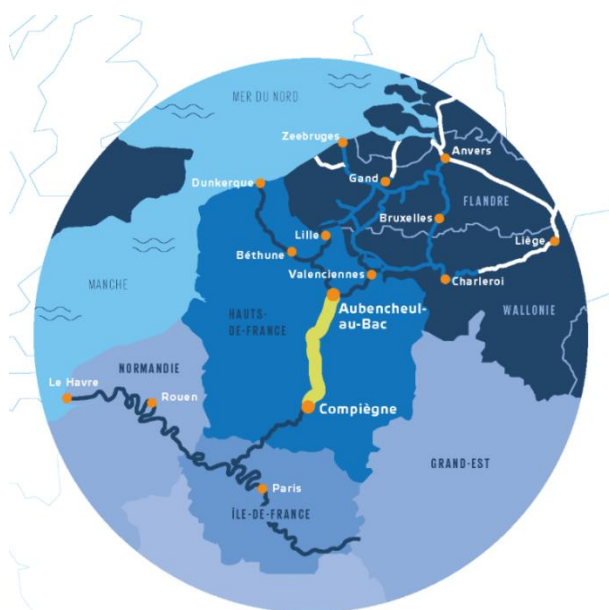 MER DU NORD
Zeebruges
Anvers
Dunkerque
Gand
FLANDRE
Lille
Bruxelles
Béthune
Liège
Valenciennes
MANCHE
Charleroi
Aubencheul-
au-Bac
WALLONIE
HAUTS-
DE-FRANCE
NORMANDIE
Le Havre
Rouen
Compiègne
GRAND-EST
Paris
ÎLE-DE-FRANCE